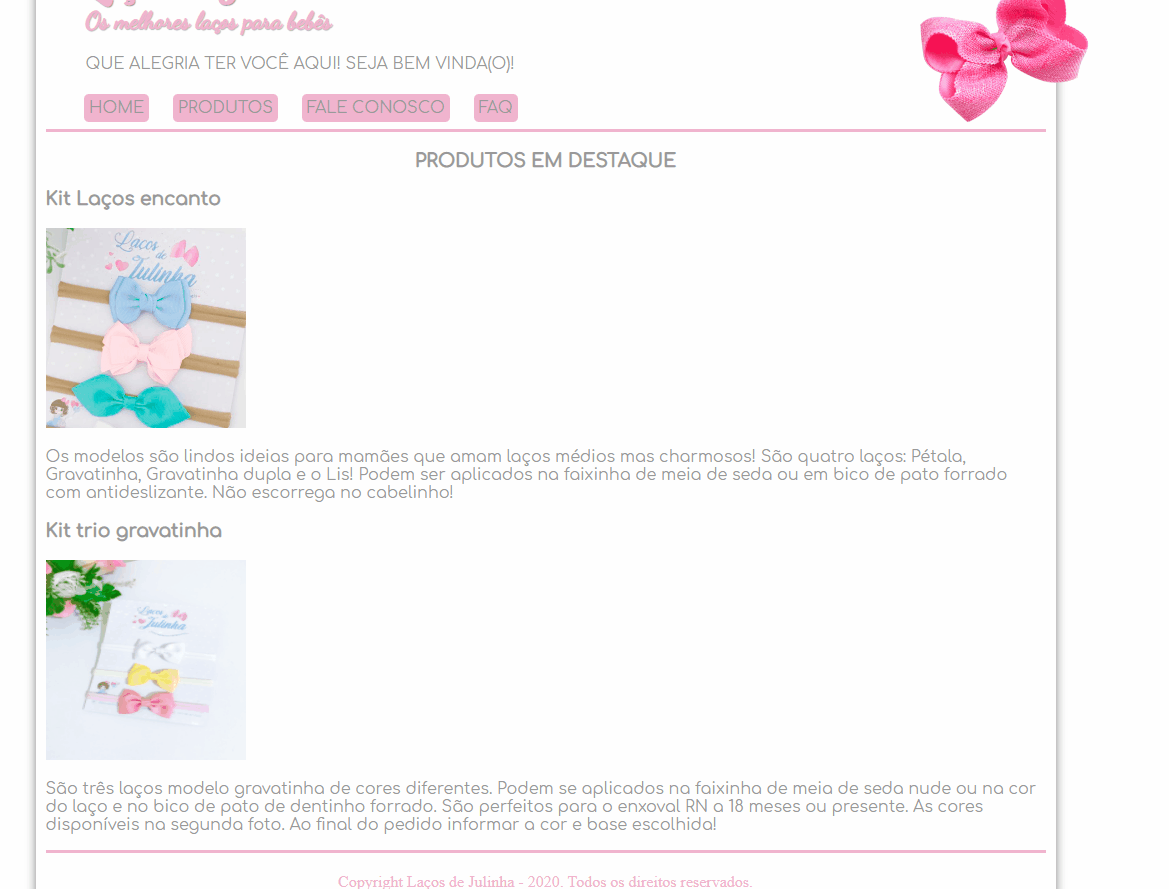 Os melhores laços para bebês
QUE ALEGRIA TER VOCÊ AQUI! SEJA BEM VINDA(O)!
HOME PRODUTOS FALE CONOSCO FAQ
PRODUTOS EM DESTAQUE
Kit Laços encanto
Laços
de
Julinha
Os modelos são lindos ideias para mamães que amam laços médios mas charmosos! São quatro laços: Pétala,
Gravatinha, Gravatinha dupla e o Lis! Podem ser aplicados na faixinha de meia de seda ou em bico de pato forrado
com antideslizante. Não escorrega no cabelinho!
Kit trio gravatinha
Laços
de
Julinha
São três laços modelo gravatinha de cores diferentes. Podem se aplicados na faixinha de meia de seda nude ou na cor
do laço e no bico de pato de dentinho forrado. São perfeitos para o enxoval RN a 18 meses ou presente. As cores
disponíveis na segunda foto. Ao final do pedido informar a cor e base escolhida!
Copyright Laços de Julinha - 2020. Todos os direitos reservados.